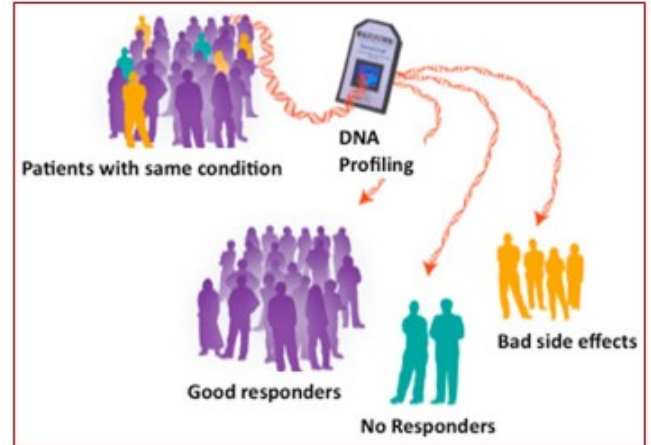 Patients with same condition
DNA
Profiling
Good responders
No Responders
Bad side effects